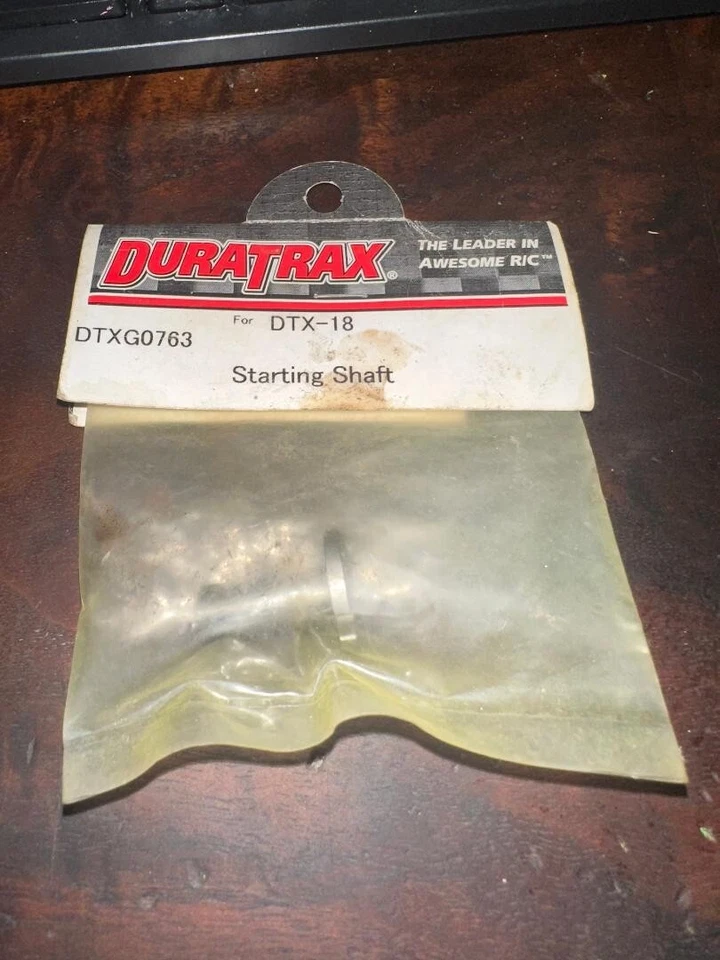 DURATRAX®
THE LEADER IN
AWESOME R/C™
For DTX-18
DTXG0763
Starting Shaft